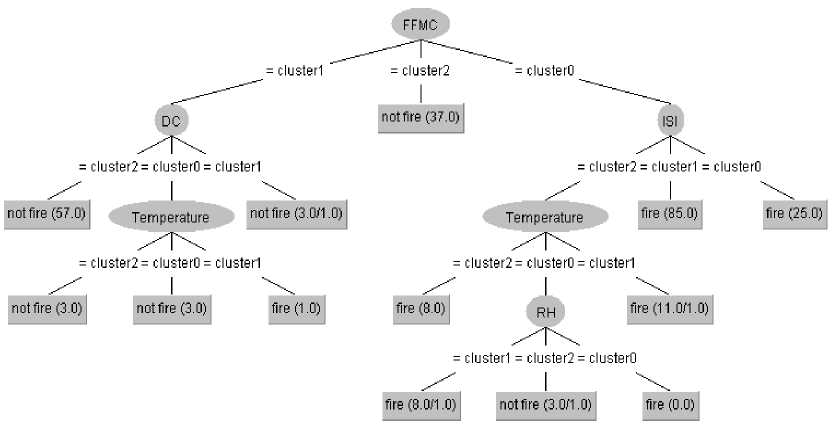 FFMC
= cluster1 = cluster2 = cluster0
DC not fire (37.0) ISI
= cluster2 = cluster0 = cluster1 = cluster2 = cluster1 = cluster0
not fire (57.0) Temperature not fire (3.0/1.0) Temperature fire (85.0) fire (25.0)
= cluster2 = cluster0 = cluster1 = cluster2 = cluster0 = cluster1
not fire (3.0) not fire (3.0) fire (1.0) fire (8.0) RH fire (11.0/1.0)
= cluster1 = cluster2 = cluster0
fire (8.0/1.0) not fire (3.0/1.0) fire (0.0)